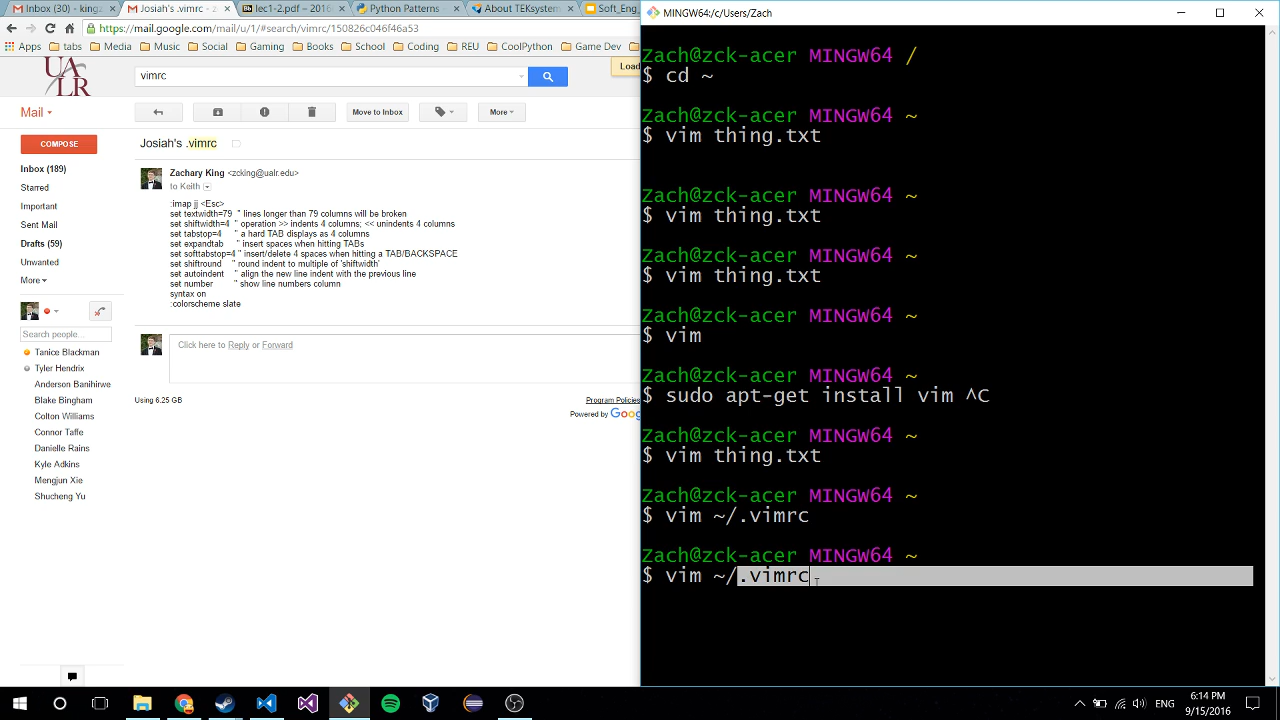 Inbox (30) - kingz
Josiah's .vimrc -
lec1-2.pdf — 2016
Python Patterns
About TEKsystem
Soft_Eng.
https://mail.google.com/mail/u/1/#search/vimrc/150826c046f46a53
Apps
tabs
Media
Music
Social
Gaming
Books
School
Coding
REU
CoolPython
Game Dev
UA
LR
vimrc
Load
Mail
Move to Inbox
More
COMPOSE
Josiah's .vimrc
Inbox (189)
Starred
Important
Sent Mall
Drafts (59)
Unwanted
More
Search people...
Tanice Blackman
Tyler Hendrix
Anderson Banihirwe
Blake Bingham
Colton Williams
Connor Taffe
Danielle Rains
Kyle Adkins
Mengjun Xie
Shucheng Yu
Zachary King <zcking@ualr.edu>
to Keith
:imap jj <Esc>
set textwidth=79 " lines longer than 79 columns will be broken
set shiftwidth=4 " operation >> indents 4 columns; << unindents 4 columns
set tabstop=4 " a hard TAB displays as 4 columns
set expandtab " insert spaces when hitting TABs
set softtabstop=4 " insert/delete 4 spaces when hitting a TAB/BACKSPACE
set shiftround " round indent to multiple of 'shiftwidth'
set autoindent " align the new line indent with the previous line
set number " show line numbers column
syntax on
:colorscheme slate
Click here to Reply or Forward
Using 6.25 GB
Program Policies
Powered by Goog
MINGW64:/c/Users/Zach
Zach@zck-acer MINGW64 /
$ cd ~
Zach@zck-acer MINGW64 ~
$ vim thing.txt
Zach@zck-acer MINGW64 ~
$ vim thing.txt
Zach@zck-acer MINGW64 ~
$ vim thing.txt
Zach@zck-acer MINGW64 ~
$ vim
Zach@zck-acer MINGW64 ~
$ sudo apt-get install vim ^C
Zach@zck-acer MINGW64 ~
$ vim thing.txt
Zach@zck-acer MINGW64 ~
$ vim ~/.vimrc
Zach@zck-acer MINGW64 ~
$ vim ~/.vimrc
ENG
6:14 PM
9/15/2016